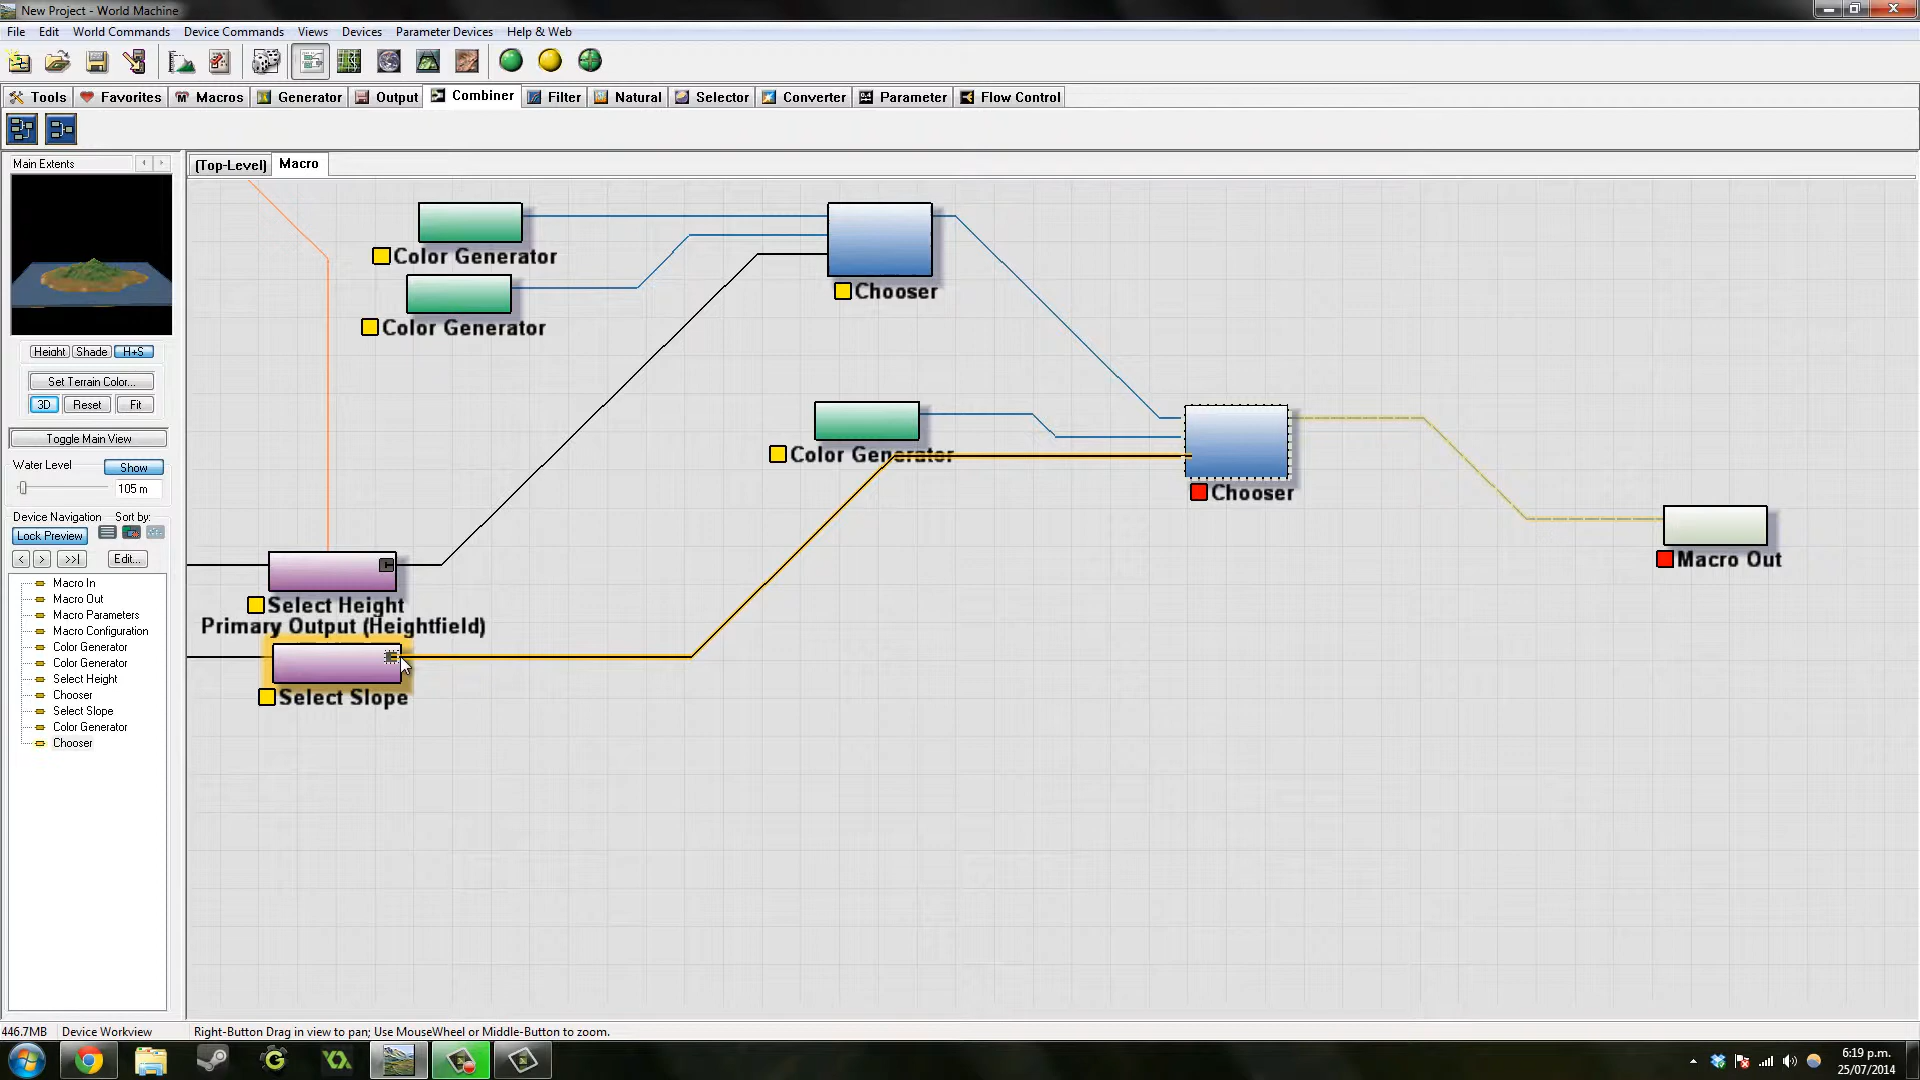 New Project - World Machine
File Edit World Commands Device Commands Views Devices Parameter Devices Help & Web
Tools Favorites Macros Generator Output Combiner Filter Natural Selector Converter Parameter Flow Control
Main Extents
[Top-Level) Macro
Color Generator
Color Generator
Chooser
Height Shade H+S
Set Terrain Color...
3D Reset Fit
Toggle Main View
Water Level Show
105 m
Device Navigation Sort by:
Lock Preview
< > >>| Edit...
Macro In
Macro Out
Macro Parameters
Macro Configuration
Color Generator
Color Generator
Select Height
Chooser
Select Slope
Color Generator
Chooser
Color Generator
Chooser
Macro Out
Select Height
Primary Output (Heightfield)
Select Slope
446.7MB Device Workview Right-Button Drag in view to pan; Use MouseWheel or Middle-Button to zoom.
6:19 p.m.
25/07/2014